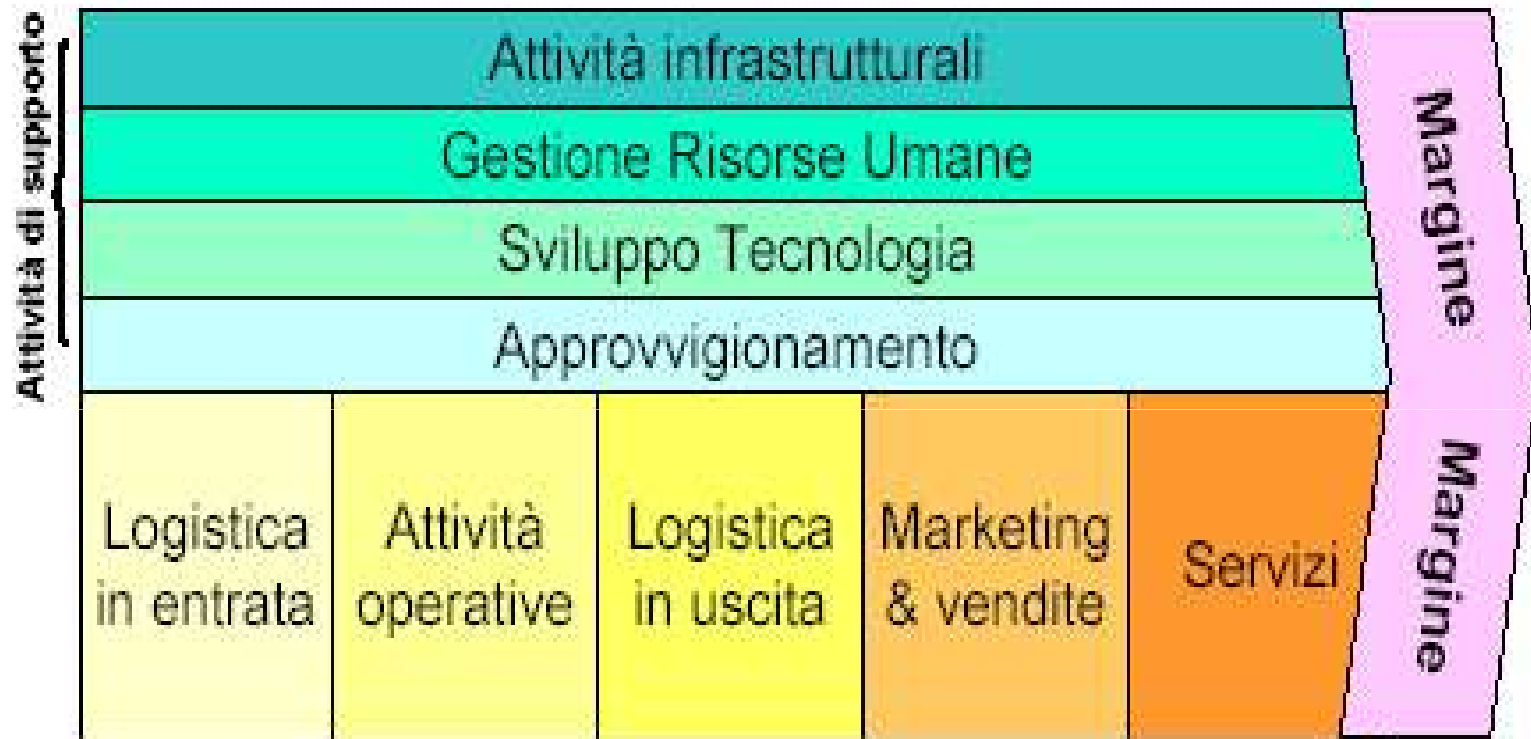 Attività di supporto
Attività infrastrutturali
Gestione Risorse Umane
Sviluppo Tecnologia
Approvvigionamento
Margine
Logistica
in entrata
Attività
operative
Logistica
in uscita
Marketing
& vendite
Servizi
Margine